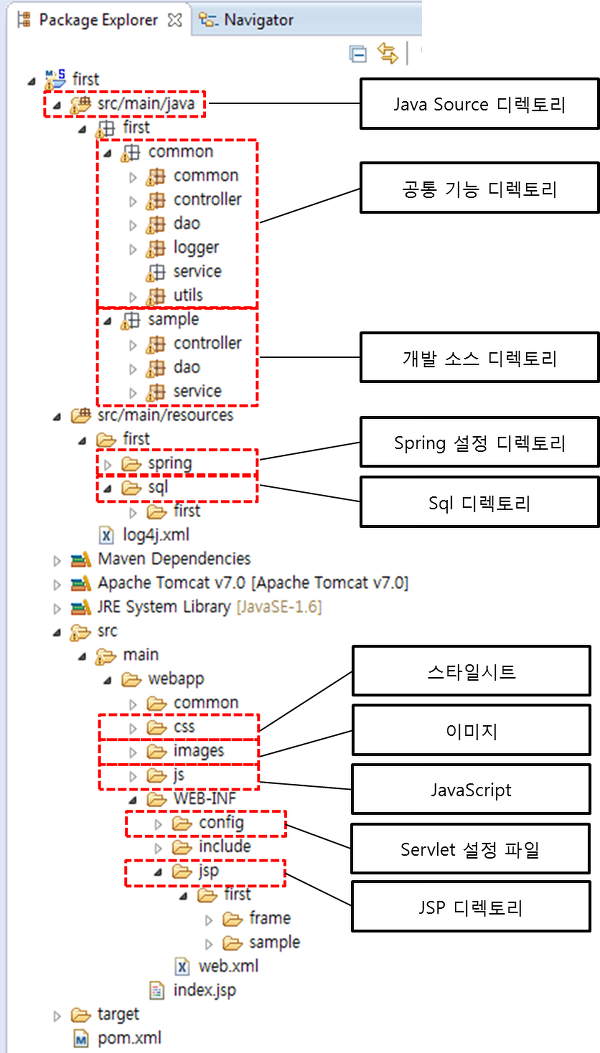 Package Explorer
Navigator
first
src/main/java
Java Source 디렉토리
first
common
common
controller
공통 기능 디렉토리
dao
logger
service
utils
sample
controller
개발 소스 디렉토리
dao
service
src/main/resources
first
Spring 설정 디렉토리
spring
sql
Sql 디렉토리
first
log4j.xml
Maven Dependencies
Apache Tomcat v7.0 [Apache Tomcat v7.0]
JRE System Library [JavaSE-1.6]
src
main
webapp
스타일시트
common
css
이미지
images
js
JavaScript
WEB-INF
config
Servlet 설정 파일
include
jsp
first
JSP 디렉토리
frame
sample
web.xml
index.jsp
target
pom.xml